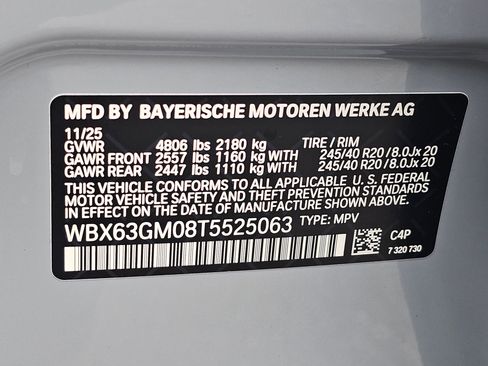 MFD BY BAYERISCHE MOTOREN WERKE AG
11/25
GVWR 4806 lbs 2180 kg TIRE / RIM
GAWR FRONT 2557 lbs 1160 kg WITH 245/40 R20 / 8.0Jx 20
GAWR REAR 2447 lbs 1110 kg WITH 245/40 R20 / 8.0Jx 20
THIS VEHICLE CONFORMS TO ALL APPLICABLE U. S. FEDERAL
MOTOR VEHICLE SAFETY AND THEFT PREVENTION STANDARDS
IN EFFECT ON THE DATE OF MANUFACTURE SHOWN ABOVE.
WBX63GM08T5525063 TYPE: MPV
C4P
7 320 730